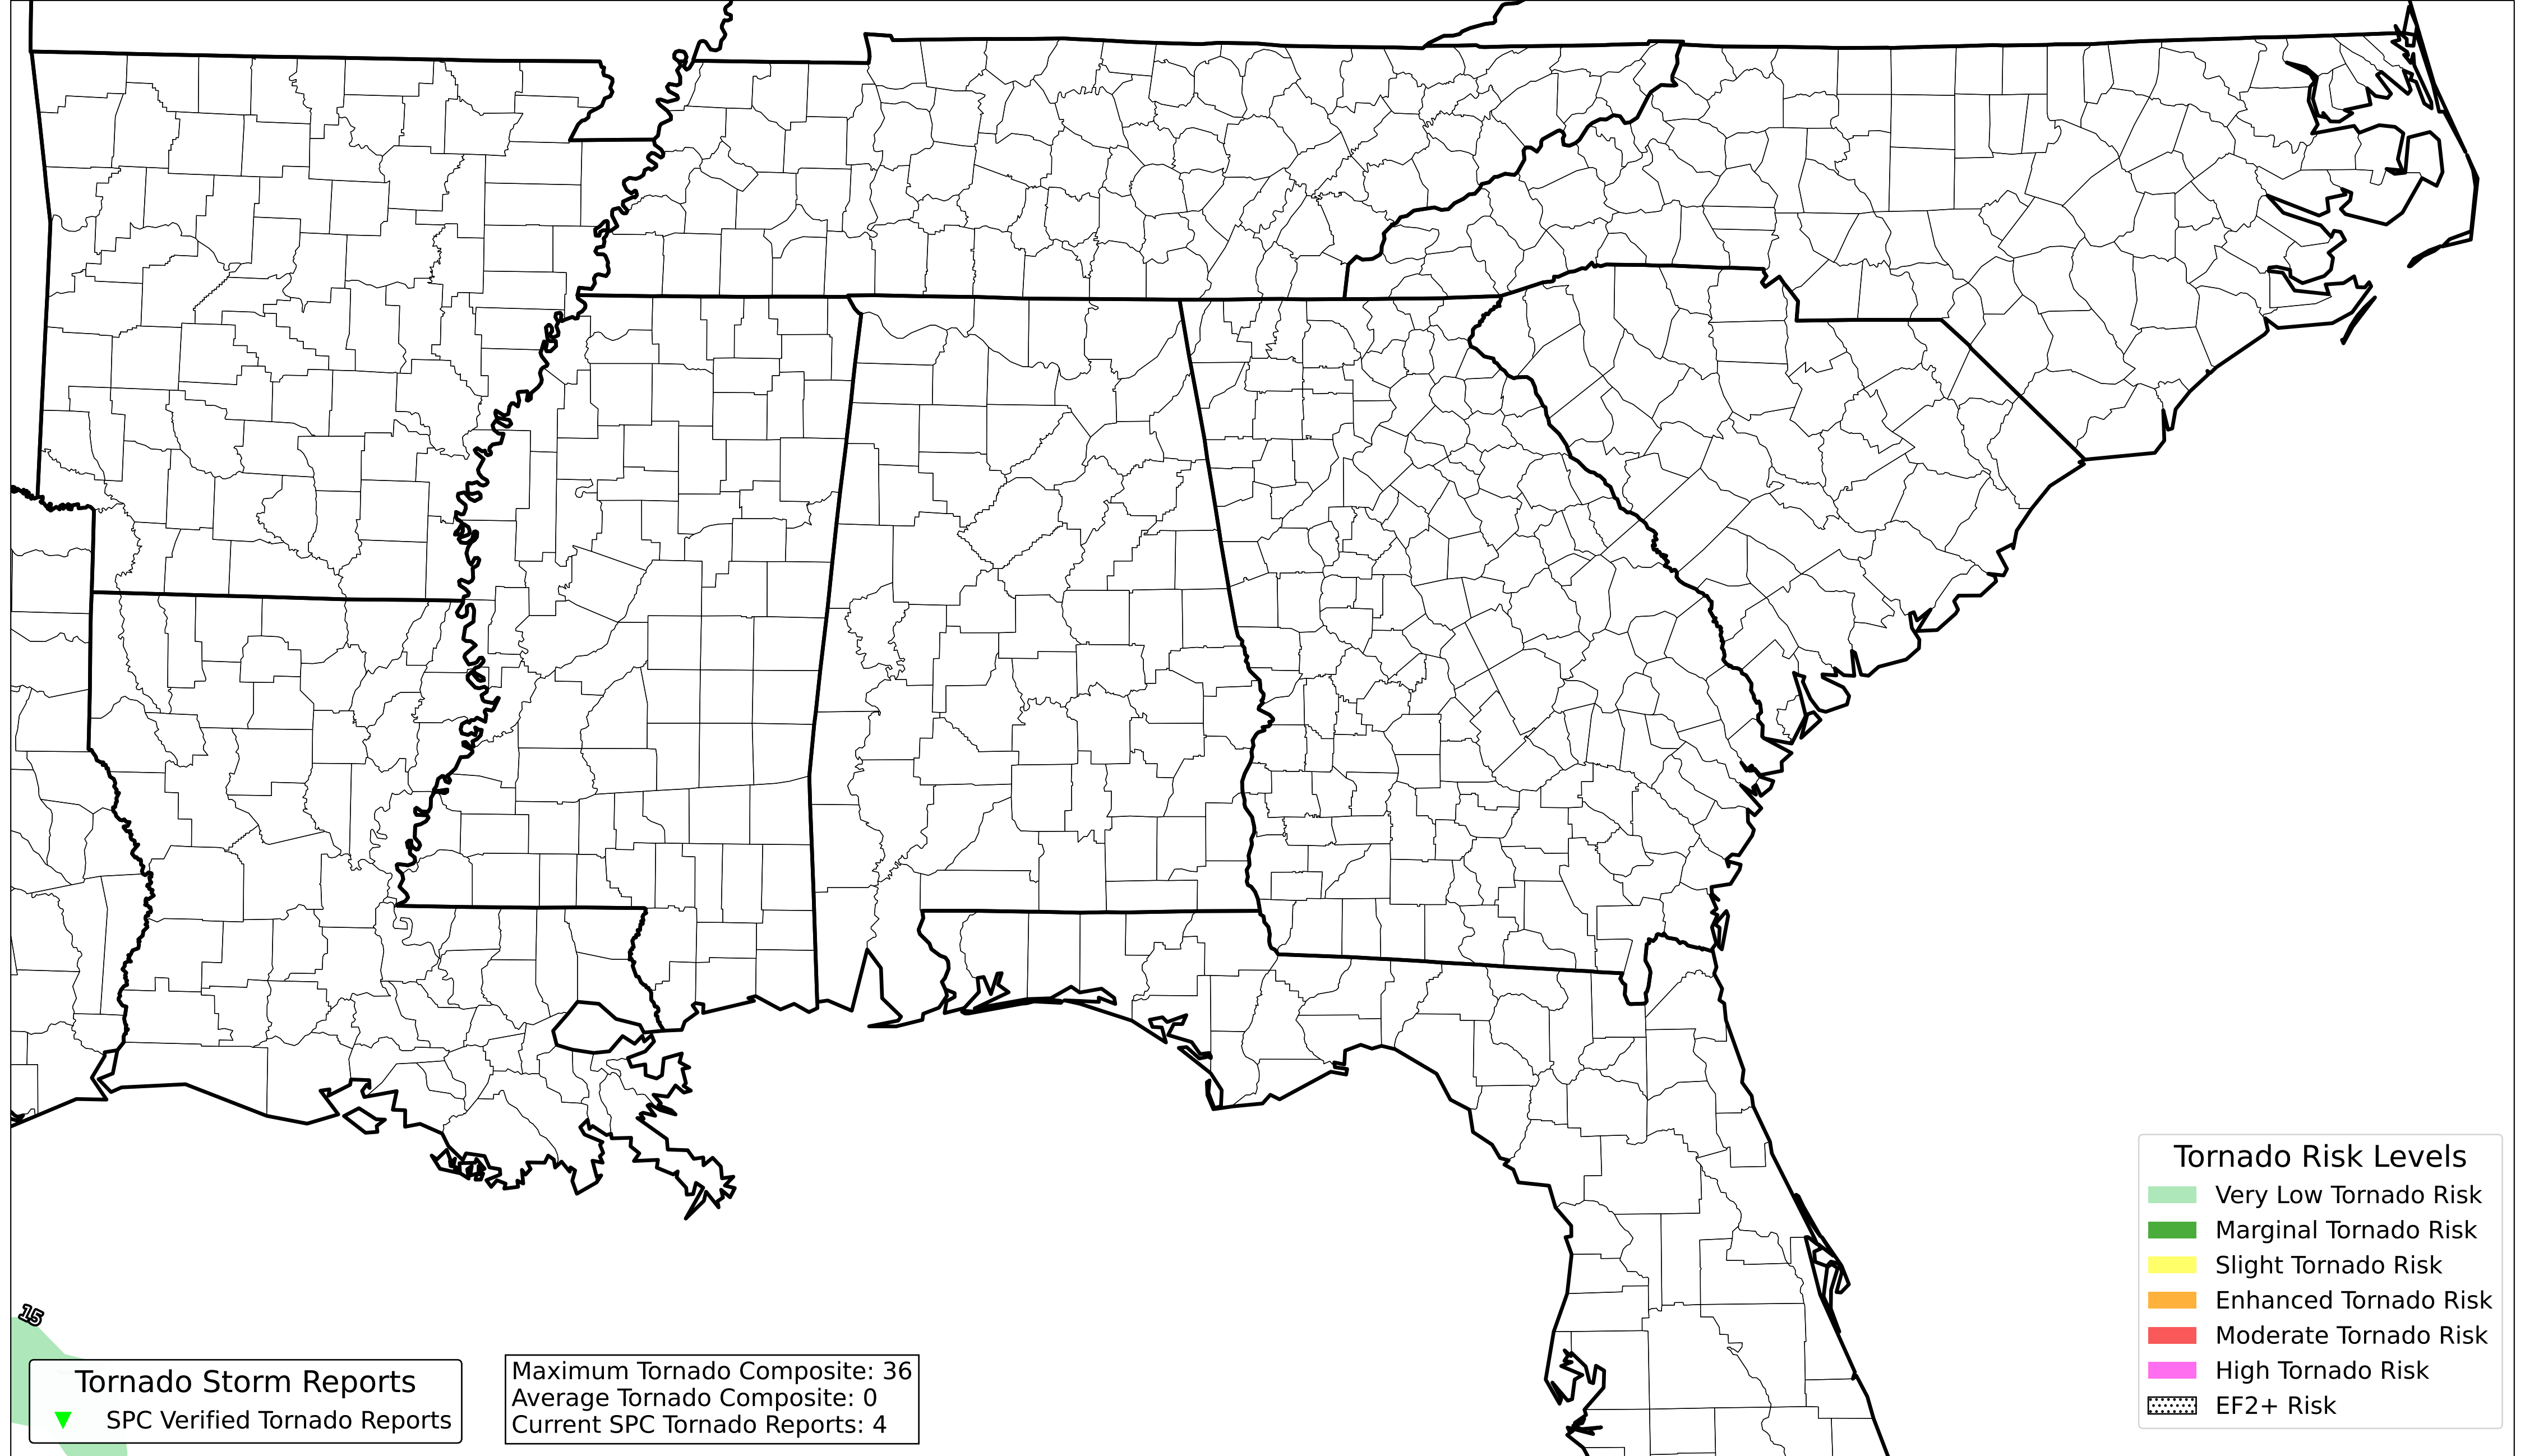 15
Tornado Storm Reports
SPC Verified Tornado Reports
Maximum Tornado Composite: 36
Average Tornado Composite: 0
Current SPC Tornado Reports: 4
Tornado Risk Levels
Very Low Tornado Risk
Marginal Tornado Risk
Slight Tornado Risk
Enhanced Tornado Risk
Moderate Tornado Risk
High Tornado Risk
EF2+ Risk